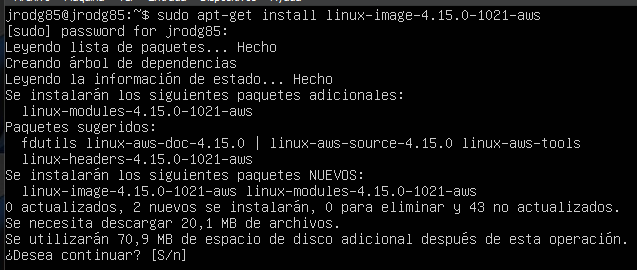 jrodg85@jrodg85:~$ sudo apt-get install linux-image-4.15.0-1021-aws
[sudo] password for jrodg85:
Leyendo lista de paquetes... Hecho
Creando árbol de dependencias
Leyendo la información de estado... Hecho
Se instalarán los siguientes paquetes adicionales:
  linux-modules-4.15.0-1021-aws
Paquetes sugeridos:
  fdutils linux-aws-doc-4.15.0 | linux-aws-source-4.15.0 linux-aws-tools
  linux-headers-4.15.0-1021-aws
Se instalarán los siguientes paquetes NUEVOS:
  linux-image-4.15.0-1021-aws linux-modules-4.15.0-1021-aws
0 actualizados, 2 nuevos se instalarán, 0 para eliminar y 43 no actualizados.
Se necesita descargar 20,1 MB de archivos.
Se utilizarán 70,9 MB de espacio de disco adicional después de esta operación.
¿Desea continuar? [S/n]